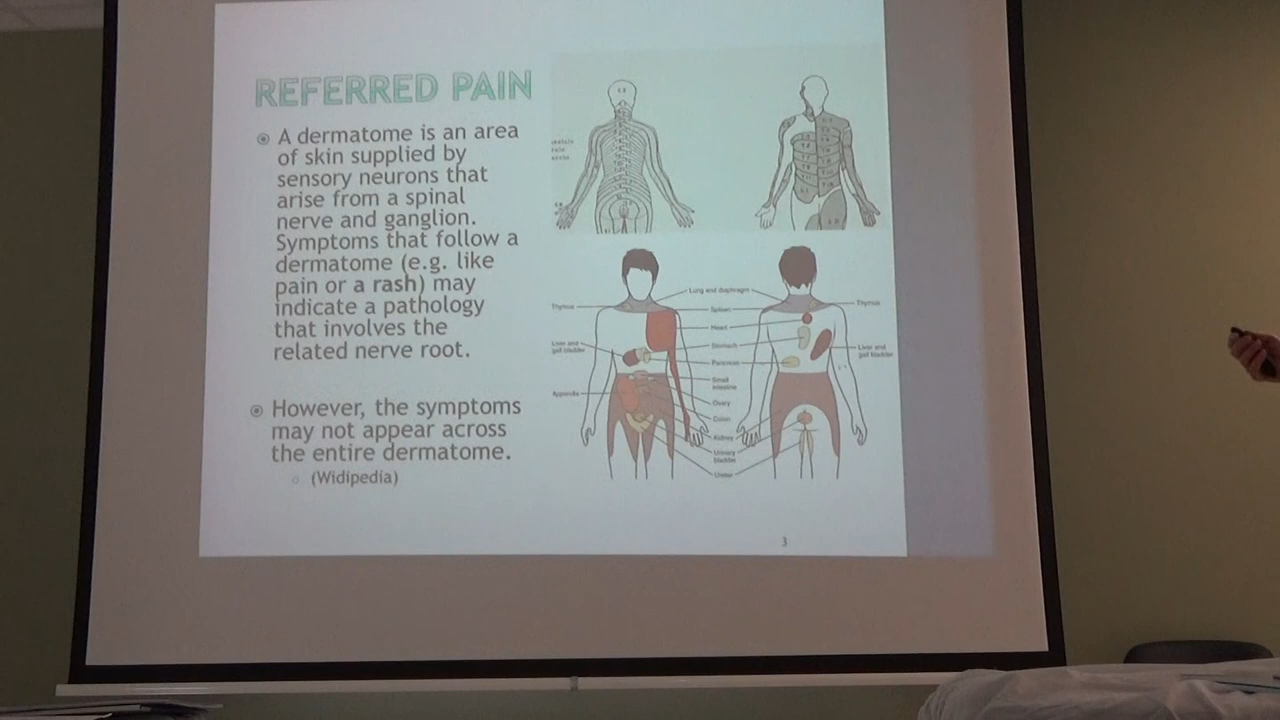 REFERRED PAIN
A dermatome is an area
of skin supplied by
sensory neurons that
arise from a spinal
nerve and ganglion.
Symptoms that follow a
dermatome (e.g. like
pain or a rash) may
indicate a pathology
that involves the
related nerve root.
However, the symptoms
may not appear across
the entire dermatome.
(Widipedia)
Lung and diaphragm
Thymus
Spleen
Thymus
Heart
Liver and
gall bladder
Stomach
Liver and
gall bladder
Pancreas
Small
intestine
Appendix
Ovary
Colon
Kidney
Urinary
bladder
Ureter
3